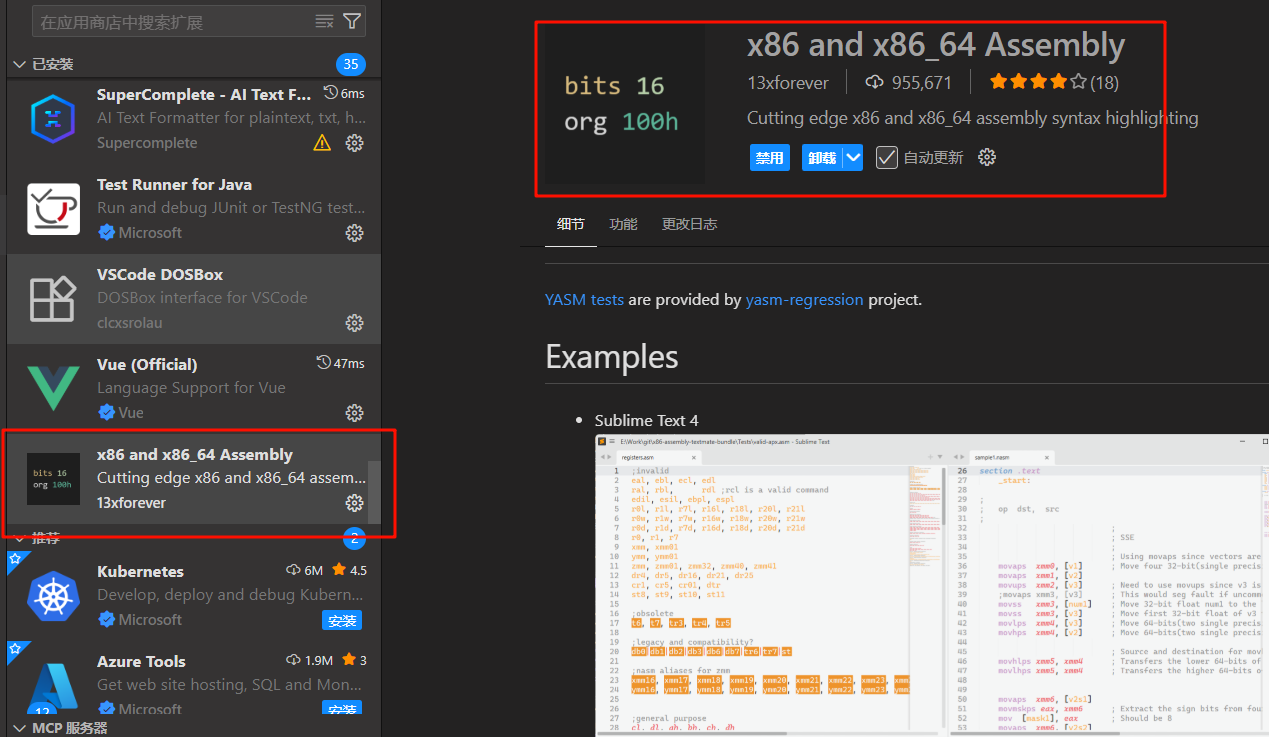 在应用商店中搜索扩展
已安装
35
SuperComplete - AI Text F...
6ms
AI Text Formatter for plaintext, txt, h...
Supercomplete
Test Runner for Java
Run and debug JUnit or TestNG test...
Microsoft
VSCode DOSBox
DOSBox interface for VSCode
clcxsrolau
Vue (Official)
47ms
Language Support for Vue
Vue
bits 16
org 100h
x86 and x86_64 Assembly
Cutting edge x86 and x86_64 assem...
13xforever
推荐
2
Kubernetes
6M
4.5
Develop, deploy and debug Kubern...
Microsoft
安装
Azure Tools
1.9M
3
Get web site hosting, SQL and Mon...
12
Microsoft
安装
MCP 服务器
bits 16
org 100h
x86 and x86_64 Assembly
13xforever
955,671
(18)
Cutting edge x86 and x86_64 assembly syntax highlighting
禁用
卸载
自动更新
细节
功能
更改日志
YASM tests are provided by yasm-regression project.
Examples
Sublime Text 4
E:\Work\git\x86-assembly-textmate-bundle\Tests\valid-apx.asm - Sublime Text
registers.asm
1 ;invalid
2 eal, ebl, ecl, edl
3 ral, rbl, rdl ;rcl is a valid command
4 edil, esil, ebpl, espl
5 r0l, r1l, r7l, r16l, r18l, r20l, r21l
6 r0w, r1w, r7w, r16w, r18w, r20w, r21w
7 r0d, r1d, r7d, r16d, r18d, r20d, r21d
8 r0, r1, r7
9 xmm, xmm01
10 ymm, ymm01
11 zmm, zmm01, zmm32, zmm40, zmm41
12 dr4, dr5, dr16, dr21, dr25
13 cr1, cr5, cr01, dtr
14 st8, st9, st10, st11
15
16 ;obsolete
17 t6, t7, tr3, tr4, tr5
18
19 ;legacy and compatibility?
20 db0 db1 db2 db3 db6 db7 tr6 tr7 st
21
22 ;nasm aliases for zmm
23 xmm16, xmm17, xmm18, xmm19, xmm20, xmm21, xmm22, xmm23, xmm
24 ymm16, ymm17, ymm18, ymm19, ymm20, ymm21, ymm22, ymm23, ymm
25
26
27 ;general purpose
28 cl, dl, ah, bh, ch, dh
sample1.nasm
26 section .text
27 _start:
28
29 ;
30 ; op dst, src
31 ;
32 ;
33 ; SSE
34 ;
35 ; Using movaps since vectors are
36 movaps xmm0, [v1] ; Move four 32-bit(single precis
37 movaps xmm1, [v2]
38 movups xmm2, [v3] ; Need to use movups since v3 is
39 ;movaps xmm3, [v3] ; This would seg fault if uncomm
40 movss xmm3, [num1] ; Move 32-bit float num1 to the
41 movss xmm3, [v3] ; Move first 32-bit float of v3
42 movlps xmm4, [v3] ; Move 64-bits(two single precis
43 movhps xmm4, [v2] ; Move 64-bits(two single precis
44
45 ; Source and destination for movh
46 movhlps xmm5, xmm4 ; Transfers the lower 64-bits of
47 movlhps xmm5, xmm4 ; Transfers the higher 64-bits o
48
49
50 movaps xmm6, [v2s1]
51 movmskps eax, xmm6 ; Extract the sign bits from fou
52 mov [mask1], eax ; Should be 8
53 movaps xmm6, [v2s2]